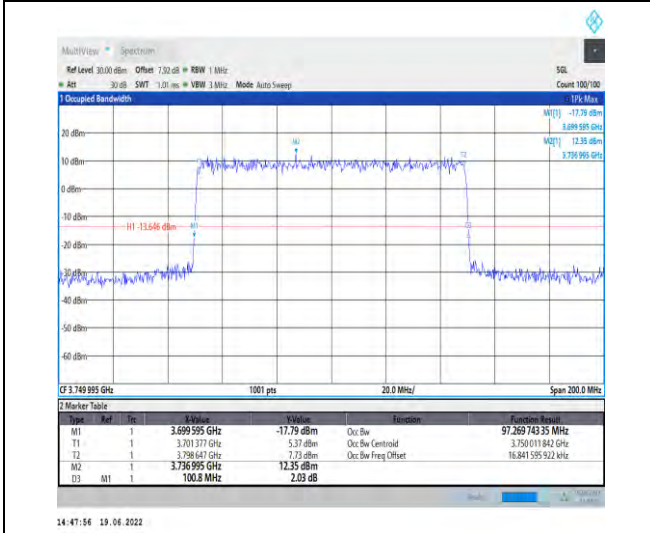 MultiView Spectrum
Ref Level 30.00 dBm Offset 7.92 dB RBW 1 MHz SGL
Att 30 dB SWT 1.01 ms VBW 3 MHz Mode Auto Sweep Count 100/100
1 Occupied Bandwidth 1Pk Max
M1[1] -17.79 dBm
3.699 595 GHz
M2[1] 12.35 dBm
3.736 995 GHz
20 dBm
M2
T2
10 dBm
0 dBm
-10 dBm
H1 -13.646 dBm M1 D3
-20 dBm
-30 dBm
-40 dBm
-50 dBm
-60 dBm
CF 3.749 995 GHz 1001 pts 20.0 MHz/ Span 200.0 MHz
2 Marker Table
Type Ref Trc X-Value Y-Value Function Function Result
M1 1 3.699 595 GHz -17.79 dBm Occ Bw 97.269 743 35 MHz
T1 1 3.701 377 GHz 5.37 dBm Occ Bw Centroid 3.750 011 842 GHz
T2 1 3.798 647 GHz 7.73 dBm Occ Bw Freq Offset 16.841 595 922 kHz
M2 1 3.736 995 GHz 12.35 dBm
D3 M1 1 100.8 MHz 2.03 dB
14:47:56 19.06.2022